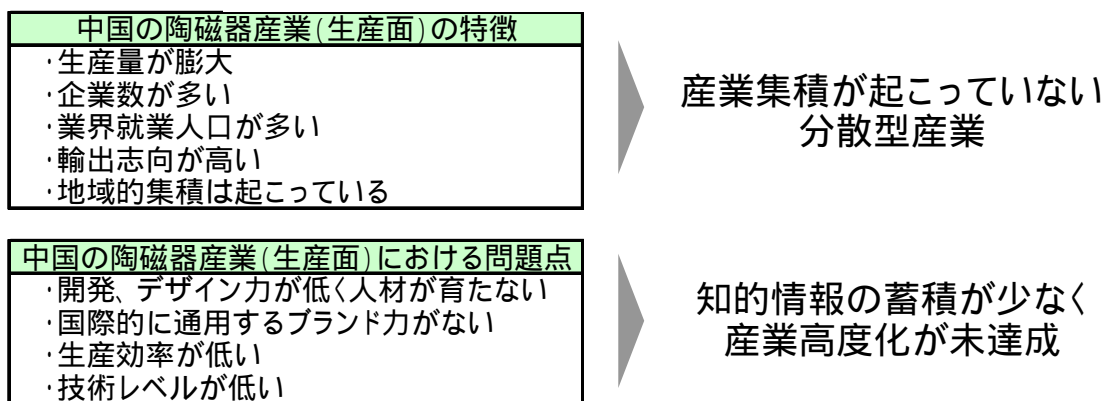 中国の陶磁器産業(生産面)の特徴
・生産量が膨大
・企業数が多い
・業界就業人口が多い
・輸出志向が高い
・地域的集積は起こっている
産業集積が起こっていない
分散型産業
中国の陶磁器産業(生産面)における問題点
・開発、デザイン力が低く人材が育たない
・国際的に通用するブランド力がない
・生産効率が低い
・技術レベルが低い
知的情報の蓄積が少なく
産業高度化が未達成